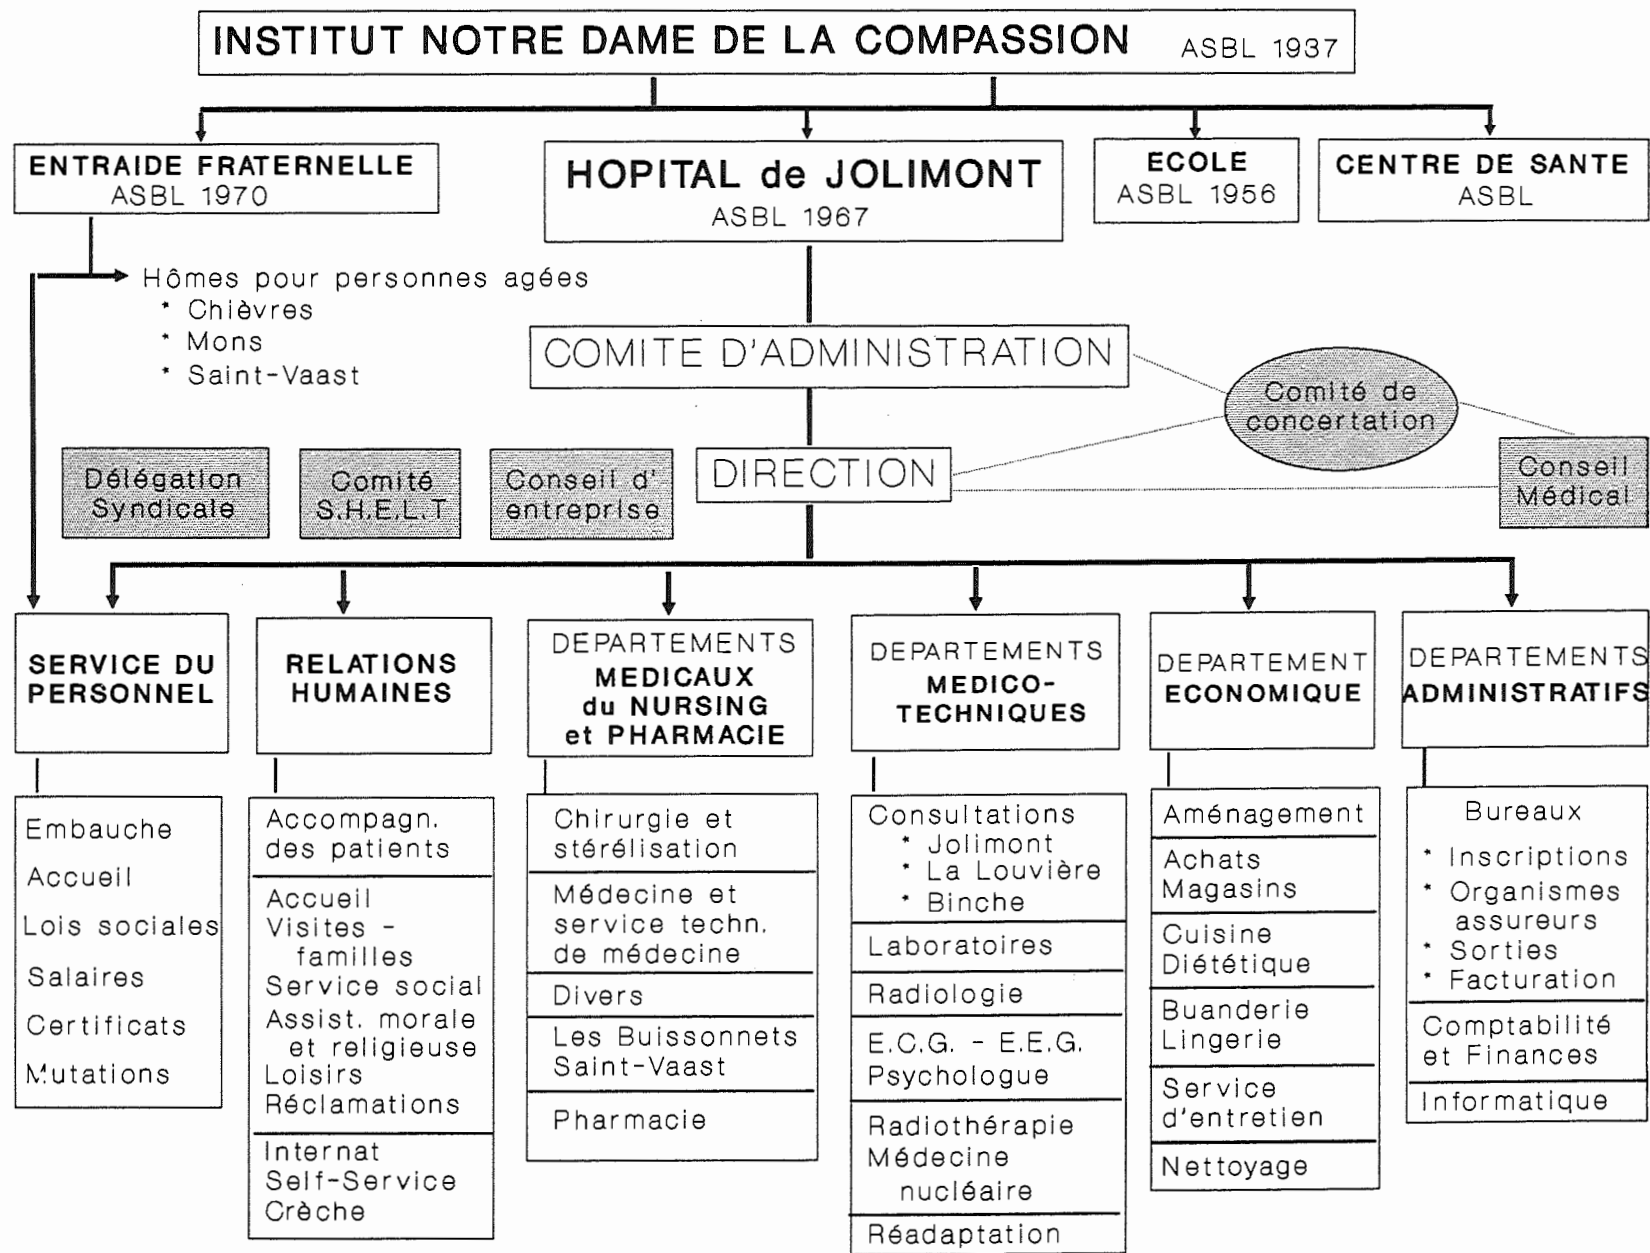 INSTITUT NOTRE DAME DE LA COMPASSION ASBL 1937
ENTRAIDE FRATERNELLE
ASBL 1970
HOPITAL de JOLIMONT
ASBL 1967
ECOLE
ASBL 1956
CENTRE DE SANTE
ASBL
Hômes pour personnes agées
* Chièvres
* Mons
* Saint-Vaast
COMITE D'ADMINISTRATION
Comité de
concertation
Délégation
Syndicale
Comité
S.H.E.L.T
Conseil d'
entreprise
DIRECTION
Conseil
Médical
SERVICE DU
PERSONNEL
RELATIONS
HUMAINES
DEPARTEMENTS
MEDICAUX
du NURSING
et PHARMACIE
DEPARTEMENTS
MEDICO-
TECHNIQUES
DEPARTEMENT
ECONOMIQUE
DEPARTEMENTS
ADMINISTRATIFS
Embauche
Accueil
Lois sociales
Salaires
Certificats
Mutations
Accompagn.
des patients
Accueil
Visites -
familles
Service social
Assist. morale
et religieuse
Loisirs
Réclamations
Internat
Self-Service
Crèche
Chirurgie et
stérélisation
Médecine et
service techn.
de médecine
Divers
Les Buissonnets
Saint-Vaast
Pharmacie
Consultations
* Jolimont
* La Louvière
* Binche
Laboratoires
Radiologie
E.C.G. - E.E.G.
Psychologue
Radiothérapie
Médecine
nucléaire
Réadaptation
Aménagement
Achats
Magasins
Cuisine
Diététique
Buanderie
Lingerie
Service
d'entretien
Nettoyage
Bureaux
* Inscriptions
* Organismes
assureurs
* Sorties
* Facturation
Comptabilité
et Finances
Informatique